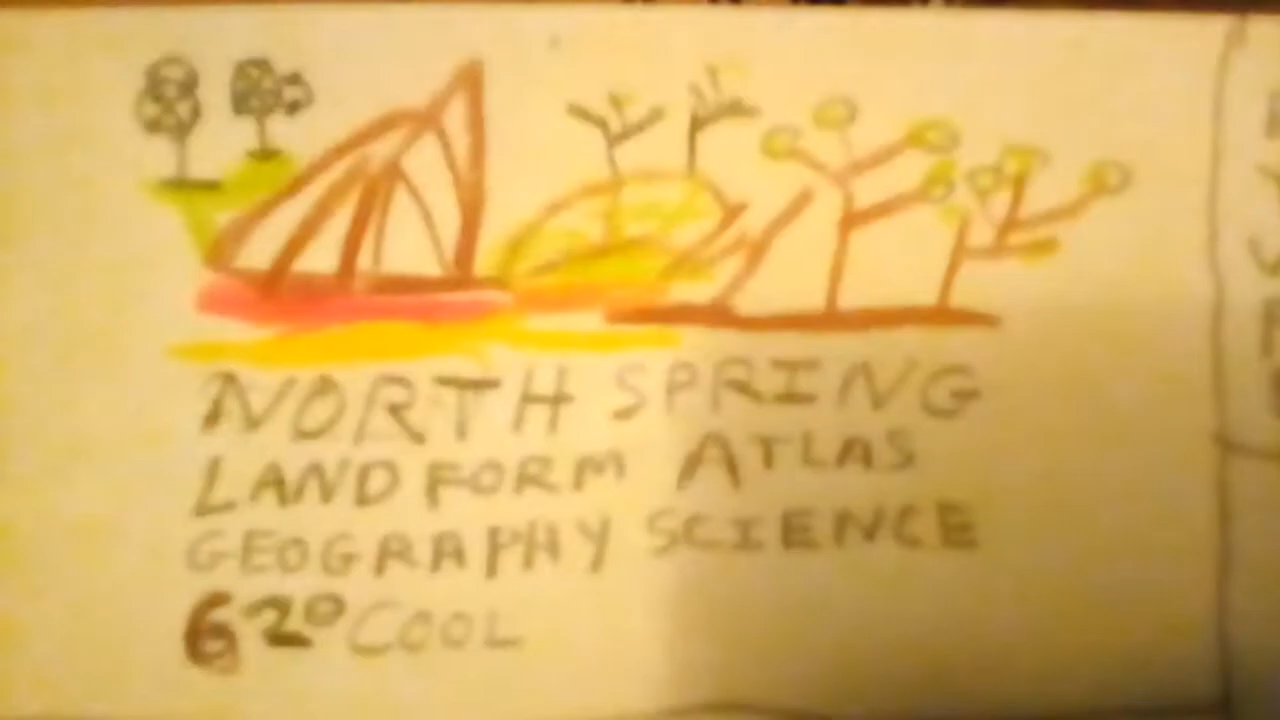 NORTH SPRING
LANDFORM ATLAS
GEOGRAPHY SCIENCE
62° COOL